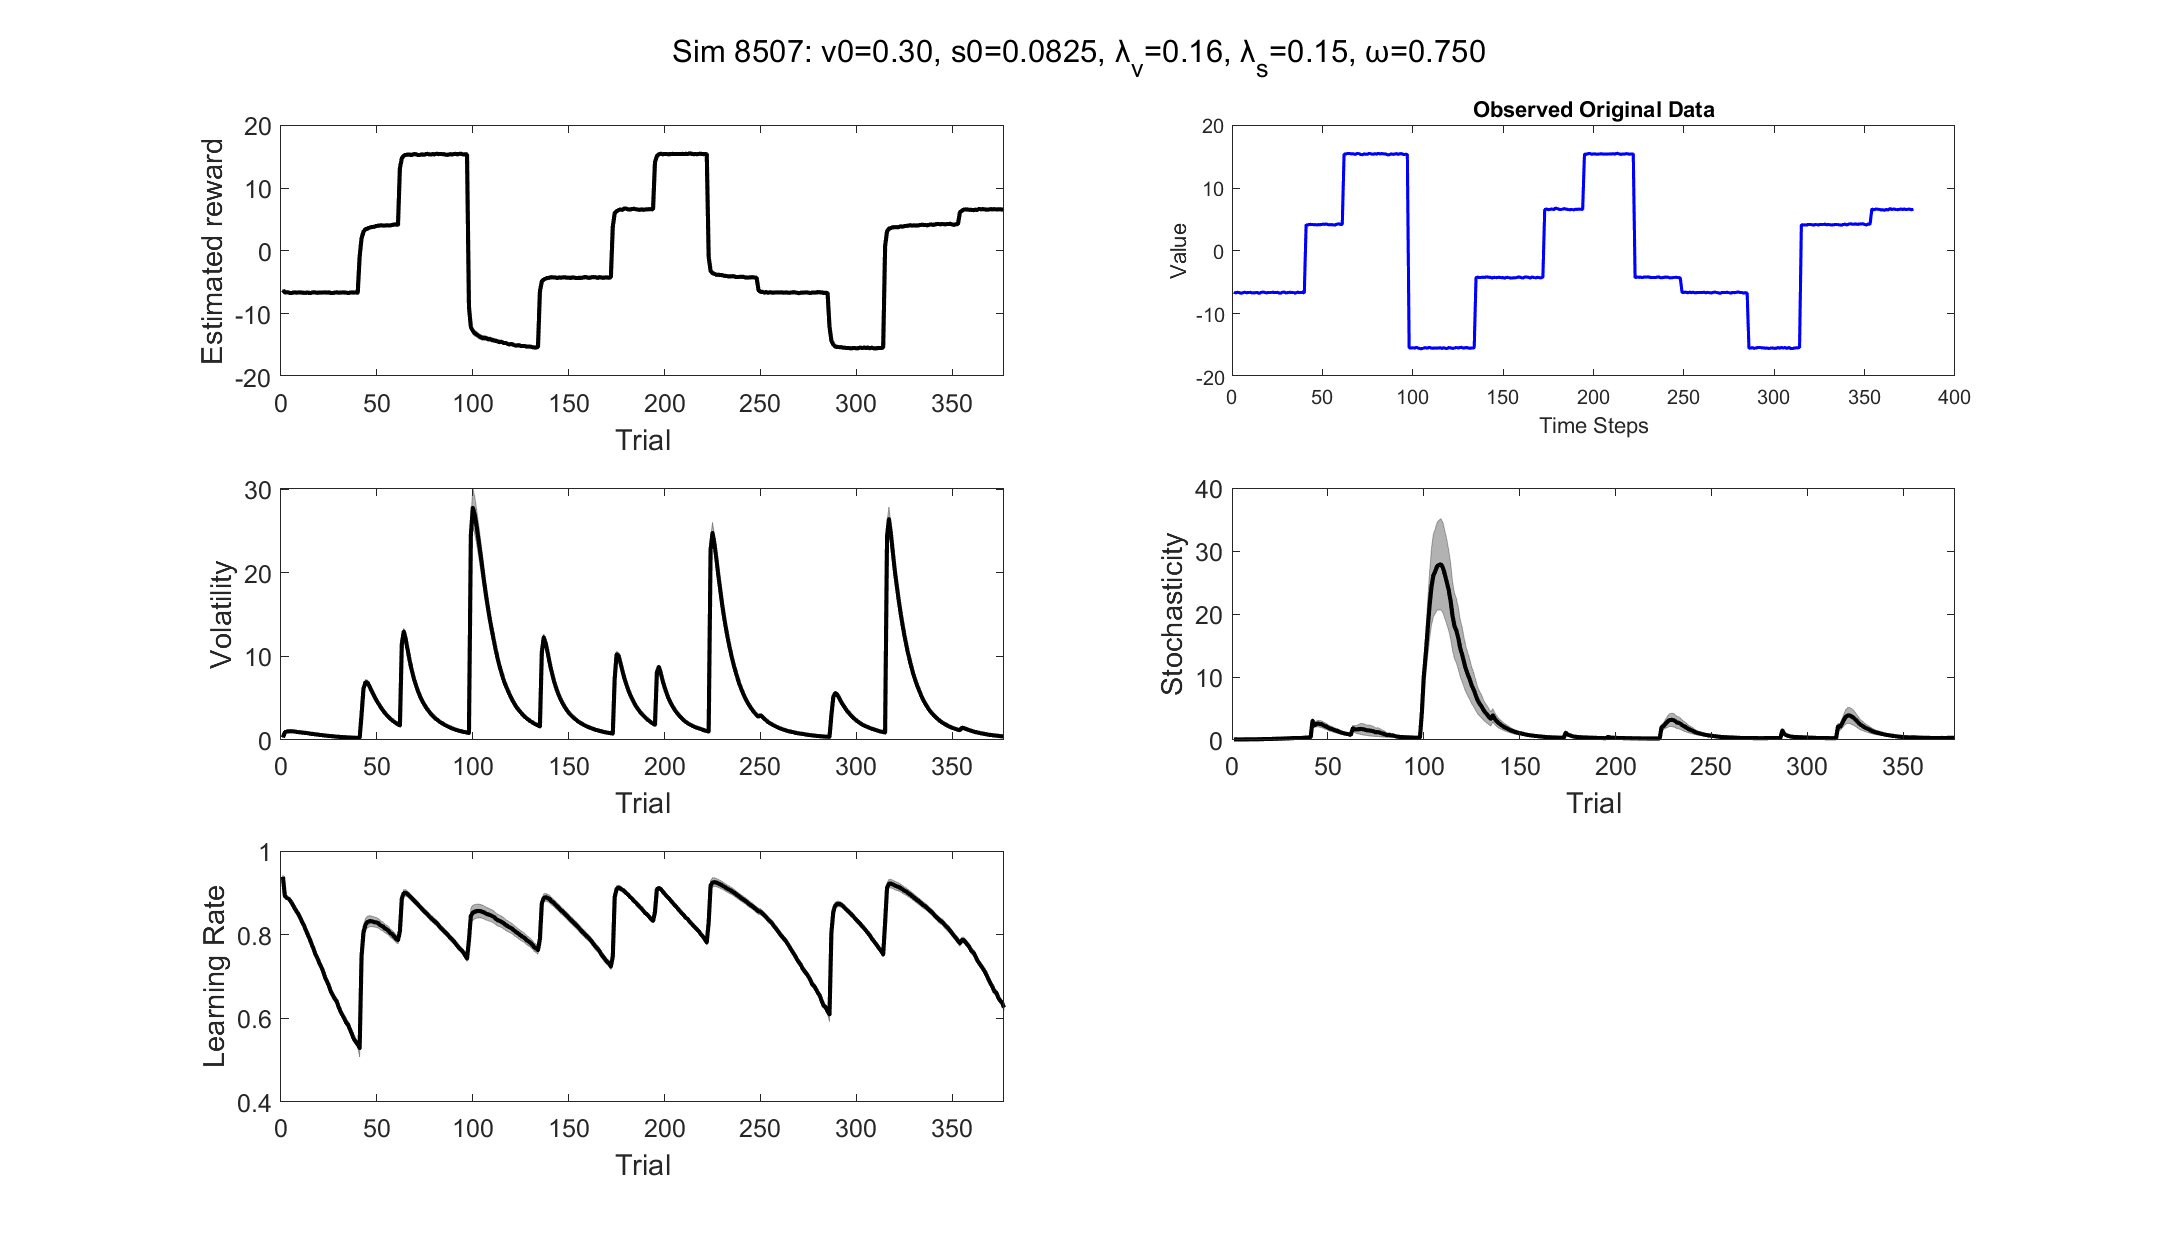 Sim 8507: v0=0.30, s0=0.0825, λv=0.16, λs=0.15, ω=0.750
Estimated reward
20
10
0
-10
-20
0 50 100 150 200 250 300 350
Trial
Observed Original Data
Value
20
10
0
-10
-20
0 50 100 150 200 250 300 350 400
Time Steps
Volatility
30
20
10
0
0 50 100 150 200 250 300 350
Trial
Stochasticity
40
30
20
10
0
0 50 100 150 200 250 300 350
Trial
Learning Rate
1
0.8
0.6
0.4
0 50 100 150 200 250 300 350
Trial